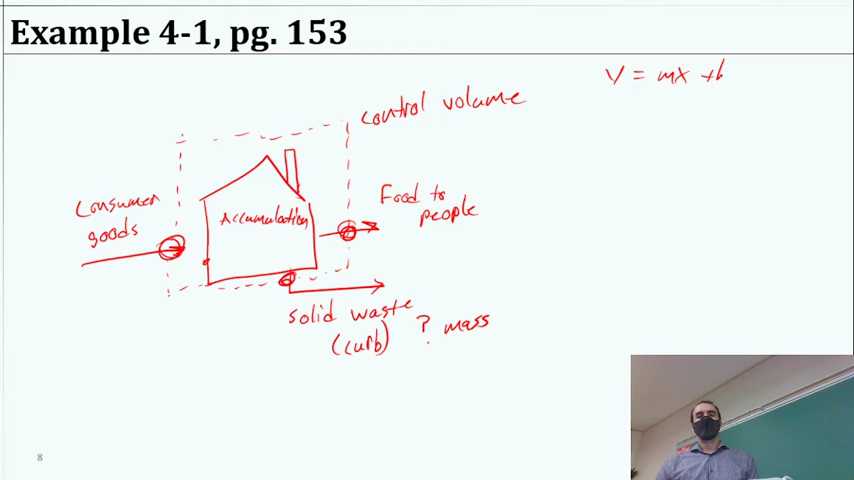 Example 4-1, pg. 153
y = mx + b
control volume
Consumer
goods
Accumulation
Food to
people
solid waste
(curb) ? mass
8